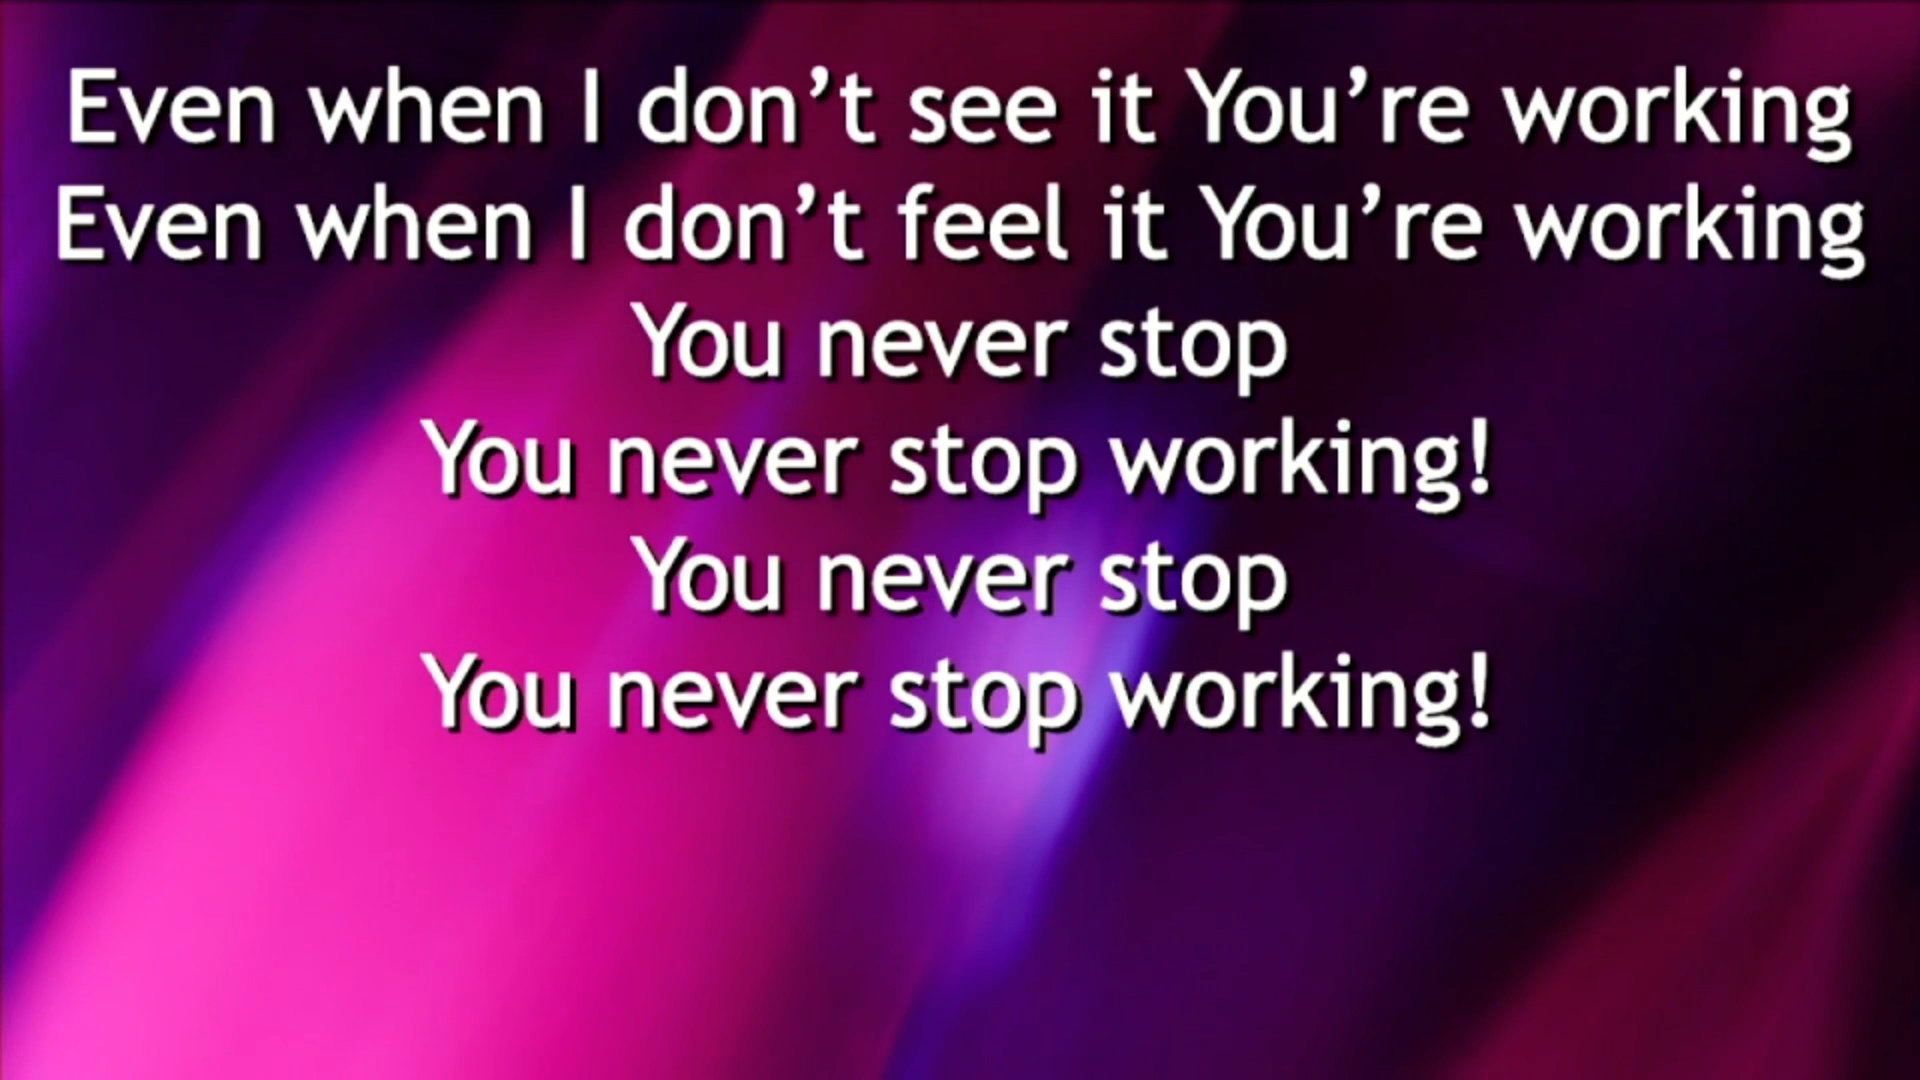 Even when I don’t see it You’re working
Even when I don’t feel it You’re working
You never stop
You never stop working!
You never stop
You never stop working!